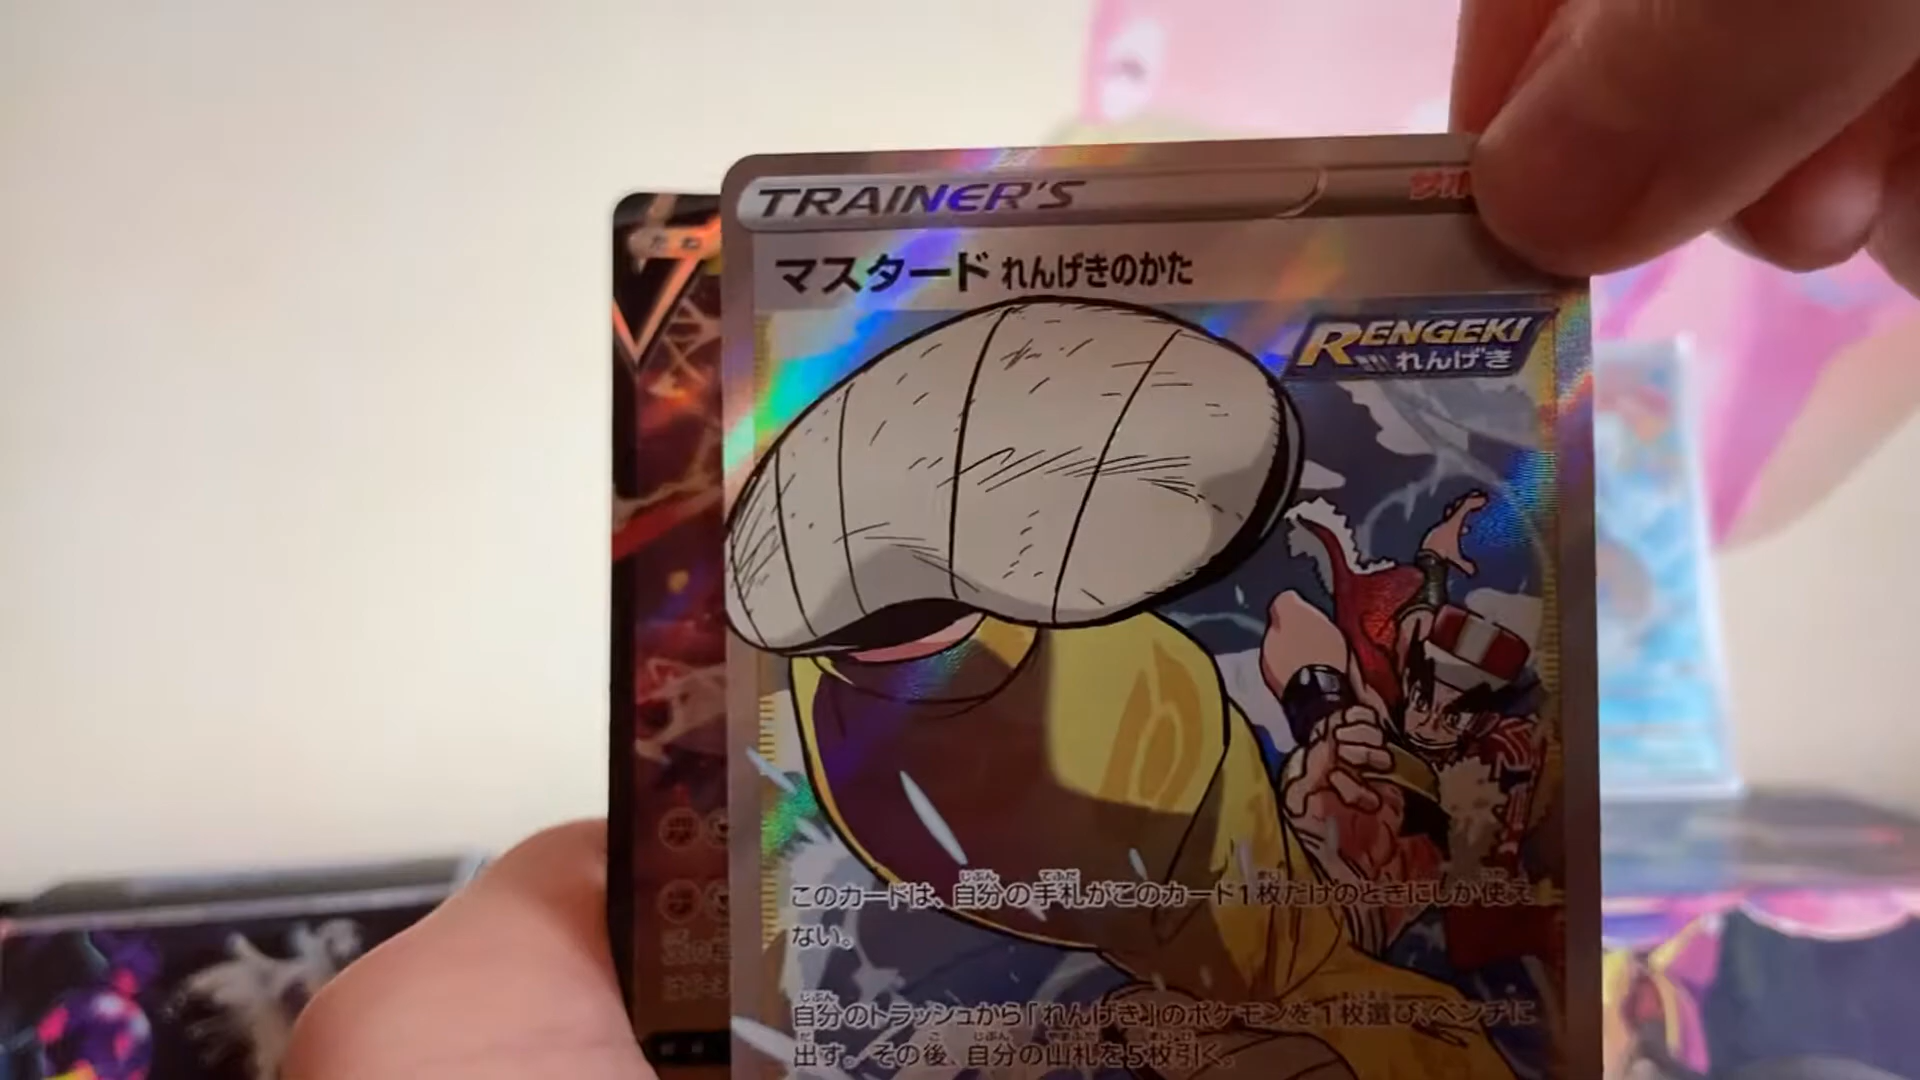 TRAINER'S
たね
V
マスタード れんげきのかた
RENGEKI
れんげき
このカードは、自分の手札がこのカード1枚だけのときにしか使え
ない。
自分のトラッシュから「れんげき」のポケモンを1枚選び、ベンチに
出す。その後、自分の山札を5枚引く。